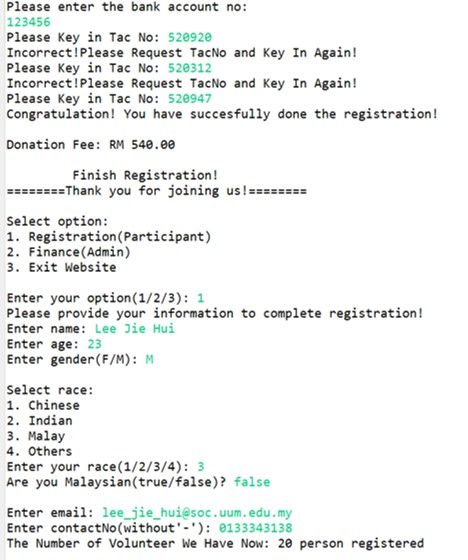 Please enter the bank account no:
123456
Please Key in Tac No: 520920
Incorrect!Please Request TacNo and Key In Again!
Please Key in Tac No: 520312
Incorrect!Please Request TacNo and Key In Again!
Please Key in Tac No: 520947
Congratulation! You have succesfully done the registration!
Donation Fee: RM 540.00
Finish Registration!
========Thank you for joining us!========
Select option:
1. Registration(Participant)
2. Finance(Admin)
3. Exit Website
Enter your option(1/2/3): 1
Please provide your information to complete registration!
Enter name: Lee Jie Hui
Enter age: 23
Enter gender(F/M): M
Select race:
1. Chinese
2. Indian
3. Malay
4. Others
Enter your race(1/2/3/4): 3
Are you Malaysian(true/false)? false
Enter email: lee_jie_hui@soc.uum.edu.my
Enter contactNo(without'-'): 0133343138
The Number of Volunteer We Have Now: 20 person registered